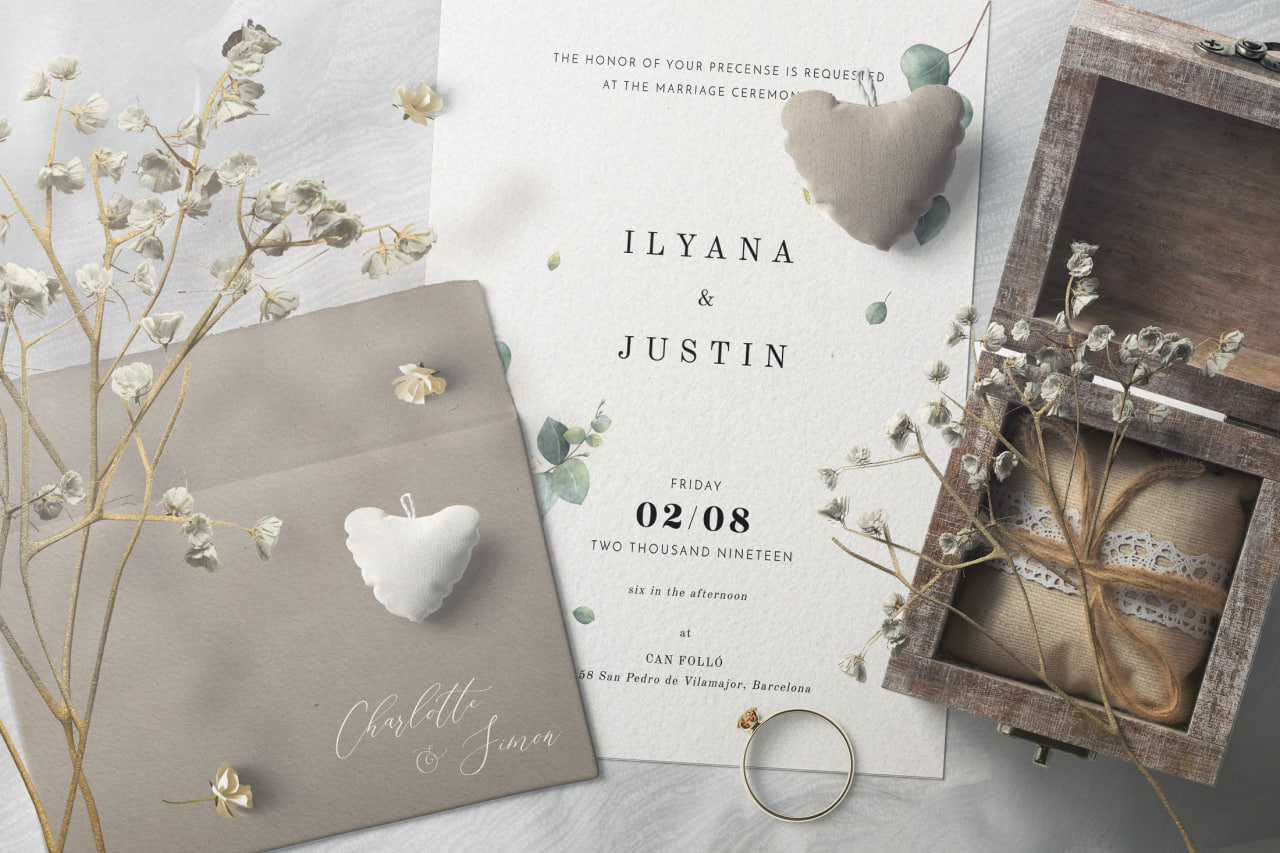 THE HONOR OF YOUR PRECENSE IS REQUESTED
AT THE MARRIAGE CEREMON
ILYANA
&
JUSTIN
FRIDAY
02/08
TWO THOUSAND NINETEEN
six in the afternoon
at
CAN FOLLÓ
58 San Pedro de Vilamajor, Barcelona
Charlotte
& Simon